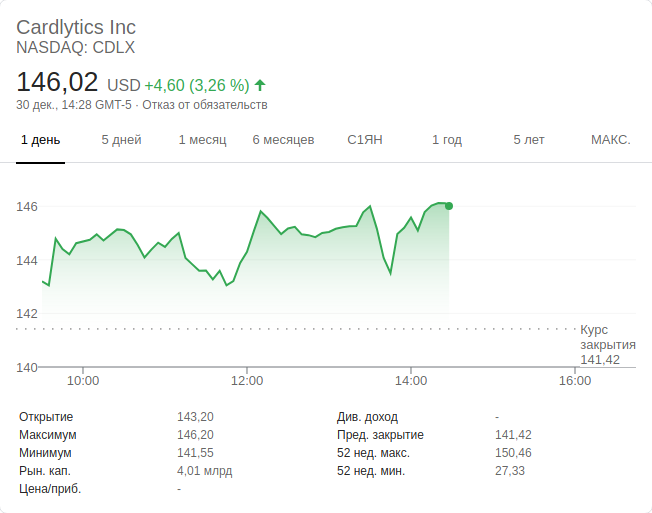 Cardlytics Inc
NASDAQ: CDLX
146,02 USD +4,60 (3,26 %)
30 дек., 14:28 GMT-5 · Отказ от обязательств
1 день 5 дней 1 месяц 6 месяцев С1ЯН 1 год 5 лет МАКС.
146
144
142
140
Курс
закрытия
141,42
10:00 12:00 14:00 16:00
Открытие 143,20 Див. доход -
Максимум 146,20 Пред. закрытие 141,42
Минимум 141,55 52 нед. макс. 150,46
Рын. кап. 4,01 млрд 52 нед. мин. 27,33
Цена/приб. -